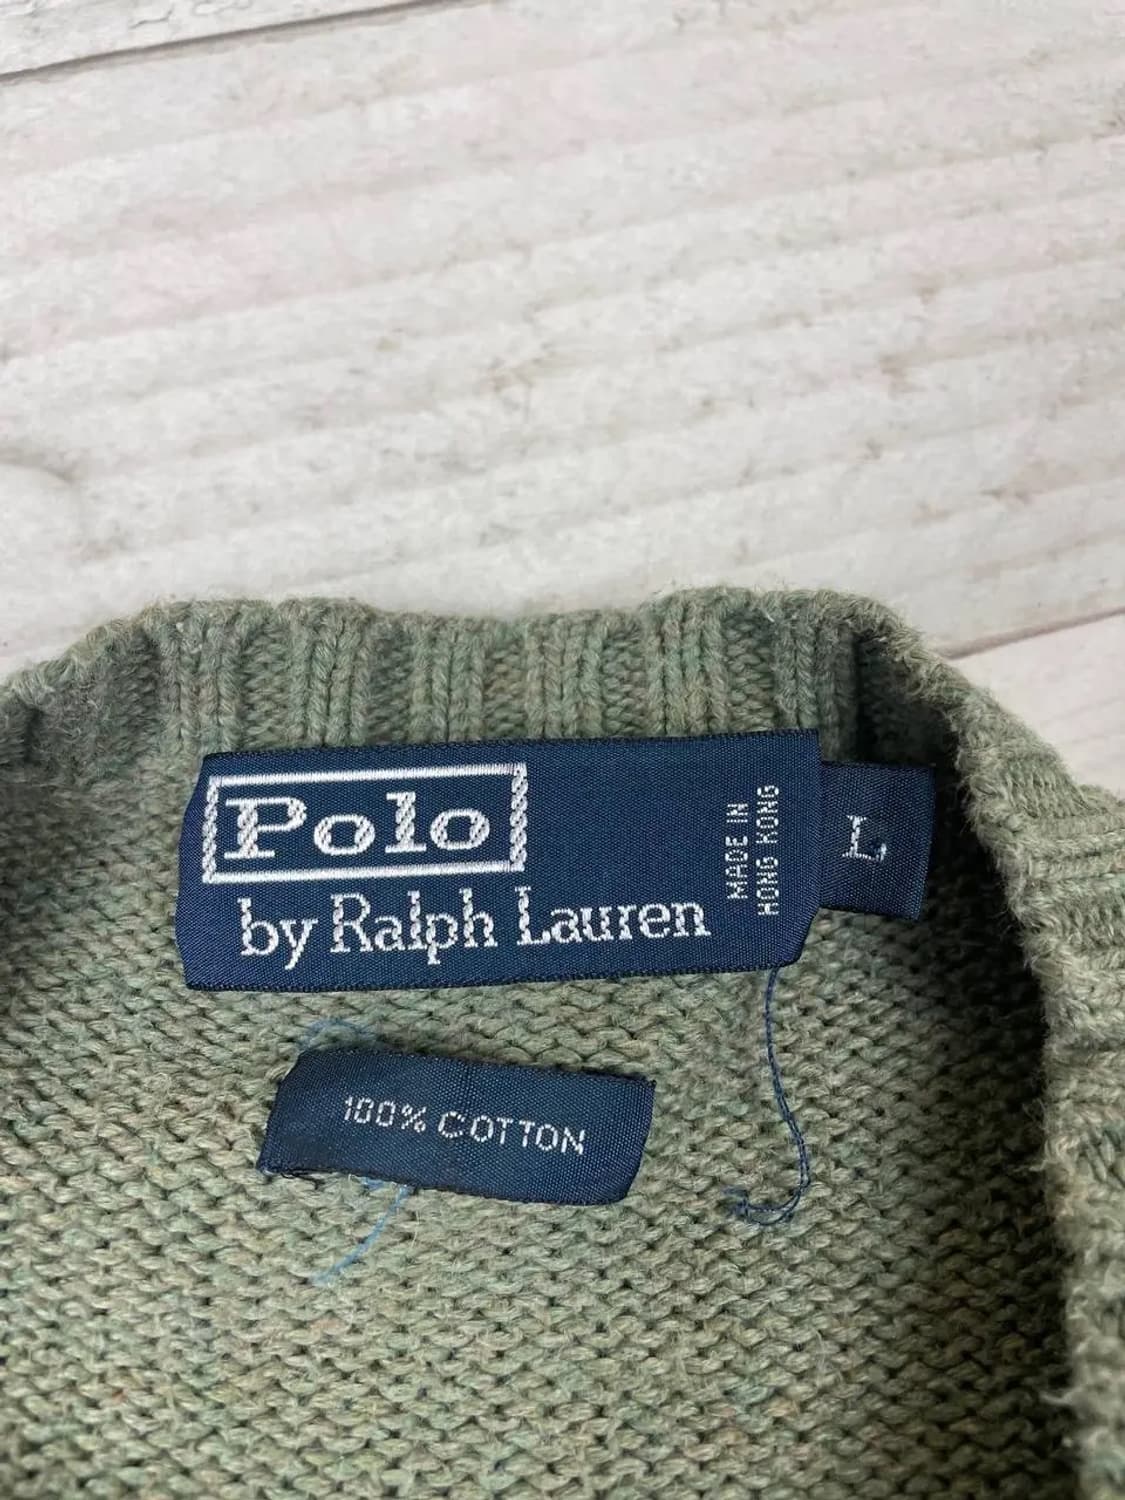 Polo
by Ralph Lauren
MADE IN
HONG KONG
L
100% COTTON